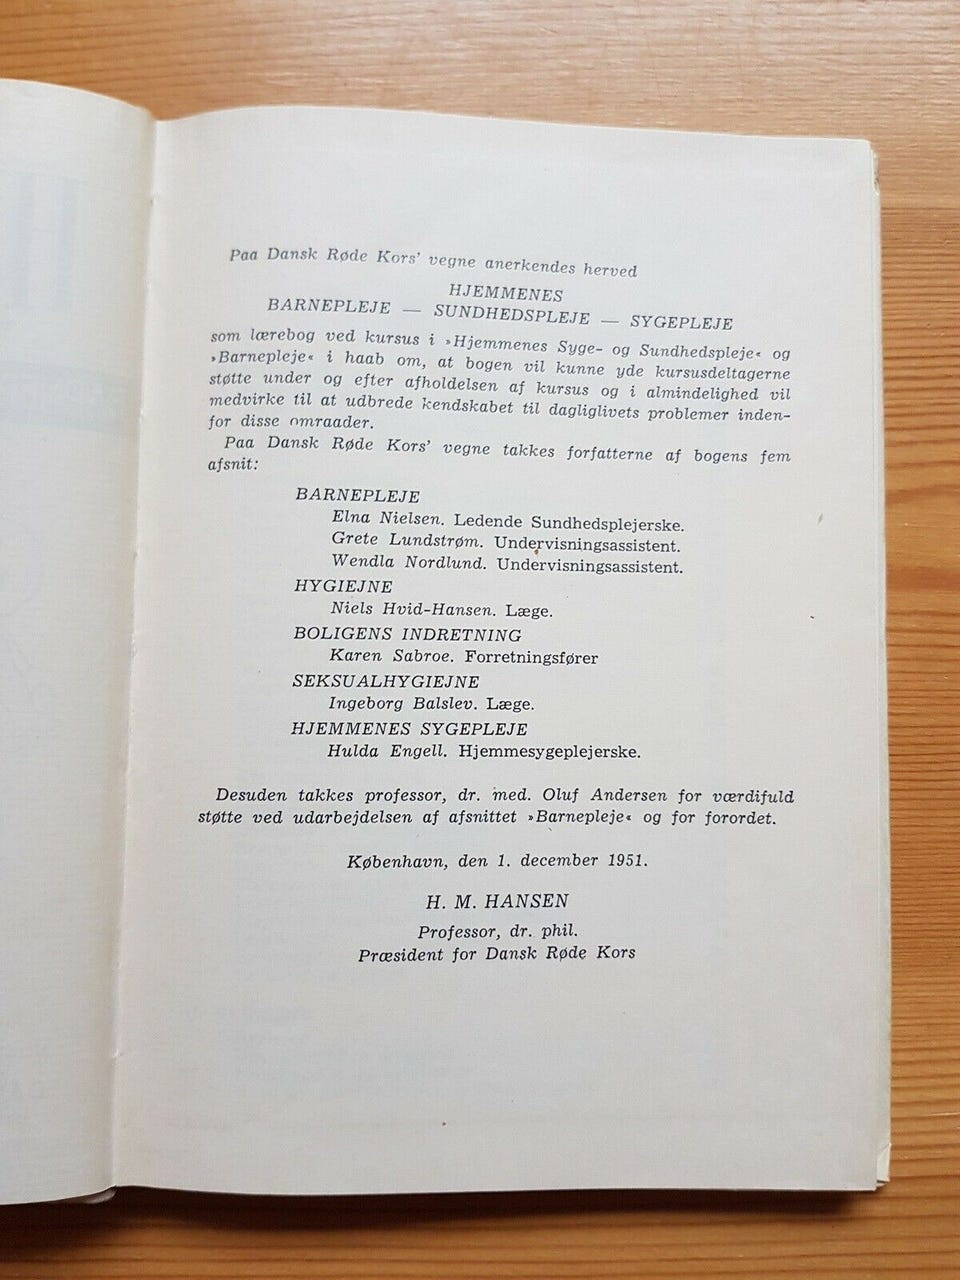 Paa Dansk Røde Kors' vegne anerkendes herved
HJEMMENES
BARNEPLEJE — SUNDHEDSPLEJE — SYGEPLEJE
som lærebog ved kursus i »Hjemmenes Syge- og Sundhedspleje« og
»Barnepleje« i haab om, at bogen vil kunne yde kursusdeltagerne
støtte under og efter afholdelsen af kursus og i almindelighed vil
medvirke til at udbrede kendskabet til dagliglivets problemer inden-
for disse omraader.
Paa Dansk Røde Kors' vegne takkes forfatterne af bogens fem
afsnit:
BARNEPLEJE
Elna Nielsen. Ledende Sundhedsplejerske.
Grete Lundstrøm. Undervisningsassistent.
Wendla Nordlund. Undervisningsassistent.
HYGIEJNE
Niels Hvid-Hansen. Læge.
BOLIGENS INDRETNING
Karen Sabroe. Forretningsfører
SEKSUALHYGIEJNE
Ingeborg Balslev. Læge.
HJEMMENES SYGEPLEJE
Hulda Engell. Hjemmesygeplejerske.
Desuden takkes professor, dr. med. Oluf Andersen for værdifuld
støtte ved udarbejdelsen af afsnittet »Barnepleje« og for forordet.
København, den 1. december 1951.
H. M. HANSEN
Professor, dr. phil.
Præsident for Dansk Røde Kors